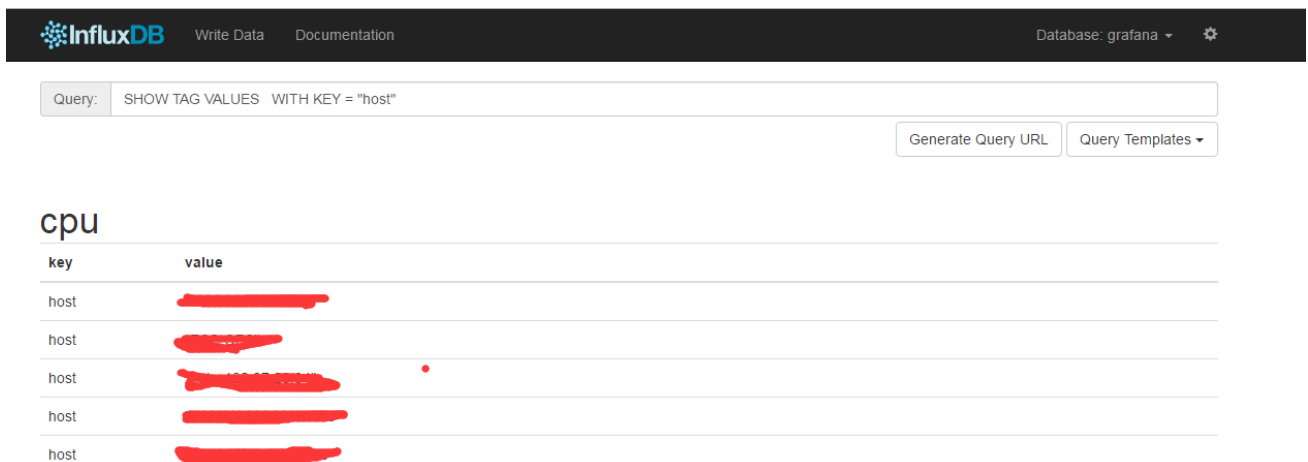 InfluxDB Write Data Documentation Database: grafana
Query: SHOW TAG VALUES WITH KEY = "host"
Generate Query URL Query Templates
cpu
key value
host
host
host
host
host